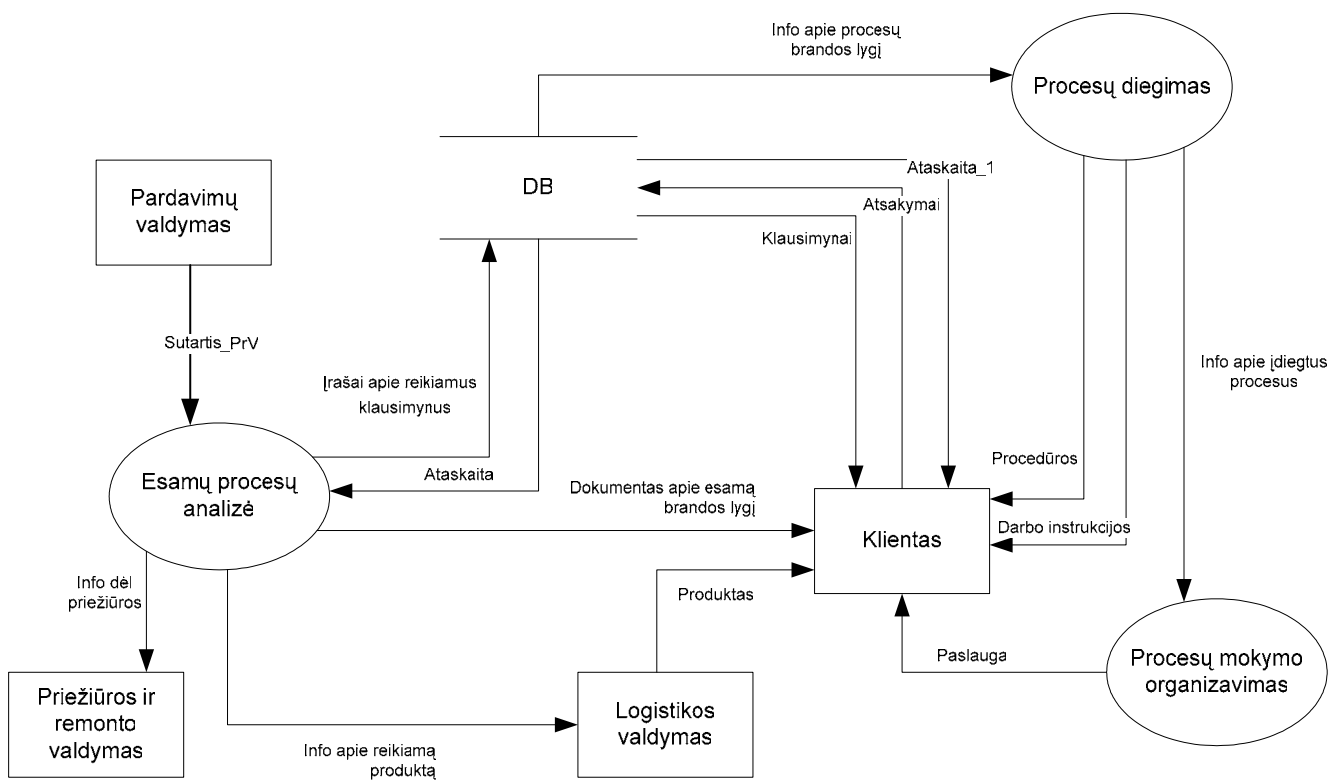 Info apie procesų
brandos lygį
Procesų diegimas
Pardavimų
valdymas
DB
Ataskaita_1
Atsakymai
Klausimynai
Sutartis_PrV
Įrašai apie reikiamus
klausimynus
Info apie įdiegtus
procesus
Esamų procesų
analizė
Ataskaita
Dokumentas apie esamą
brandos lygį
Procedūros
Darbo instrukcijos
Klientas
Info dėl
priežiūros
Produktas
Paslauga
Procesų mokymo
organizavimas
Priežiūros ir
remonto
valdymas
Logistikos
valdymas
Info apie reikiamą
produktą